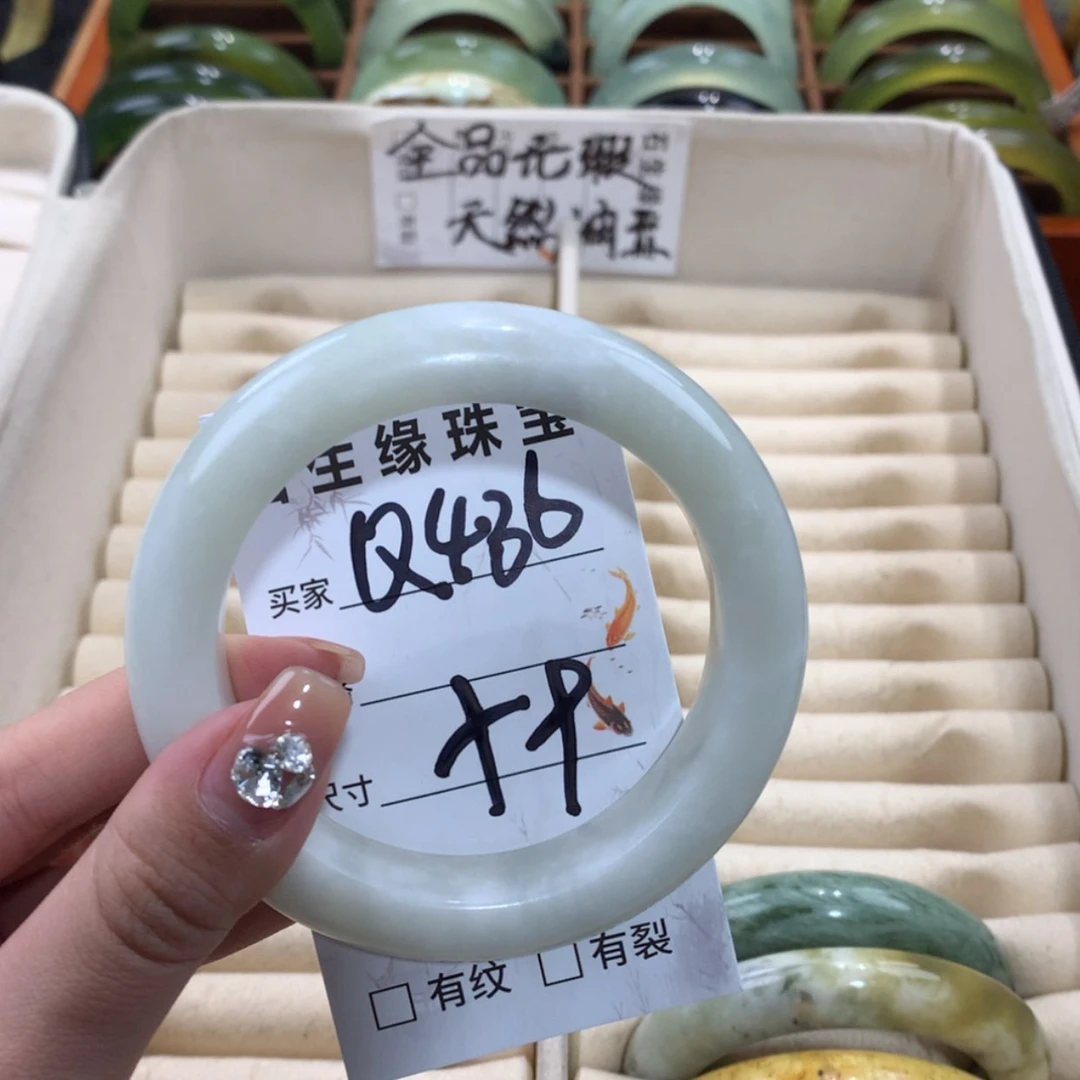 全品无瑕
天然油青
生缘珠宝
买家 Q436
尺寸 59
□ 有纹 □ 有裂